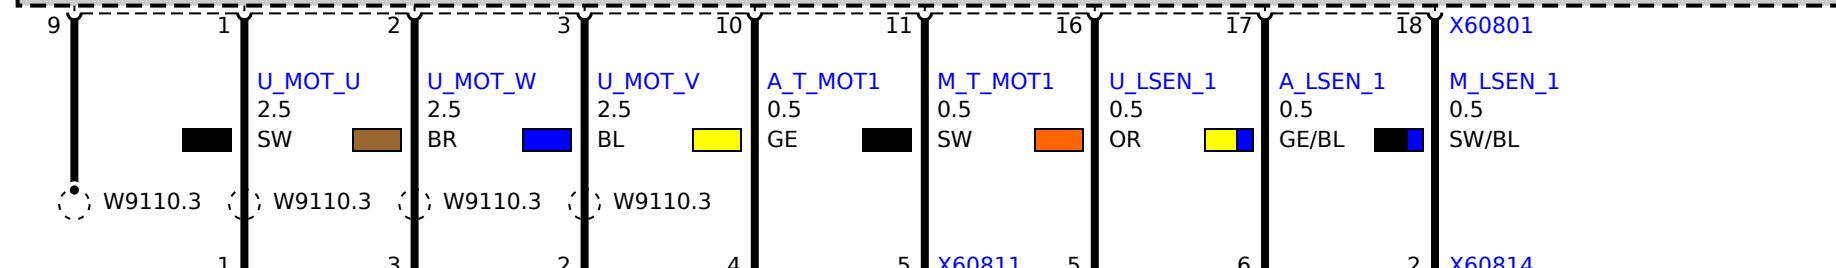 9 1 2 3 10 11 16 17 18 X60801
U_MOT_U U_MOT_W U_MOT_V A_T_MOT1 M_T_MOT1 U_LSEN_1 A_LSEN_1 M_LSEN_1
2.5 2.5 2.5 0.5 0.5 0.5 0.5 0.5
SW BR BL GE SW OR GE/BL SW/BL
W9110.3 W9110.3 W9110.3 W9110.3
1 3 2 4 5 X60811 5 6 2 X60814